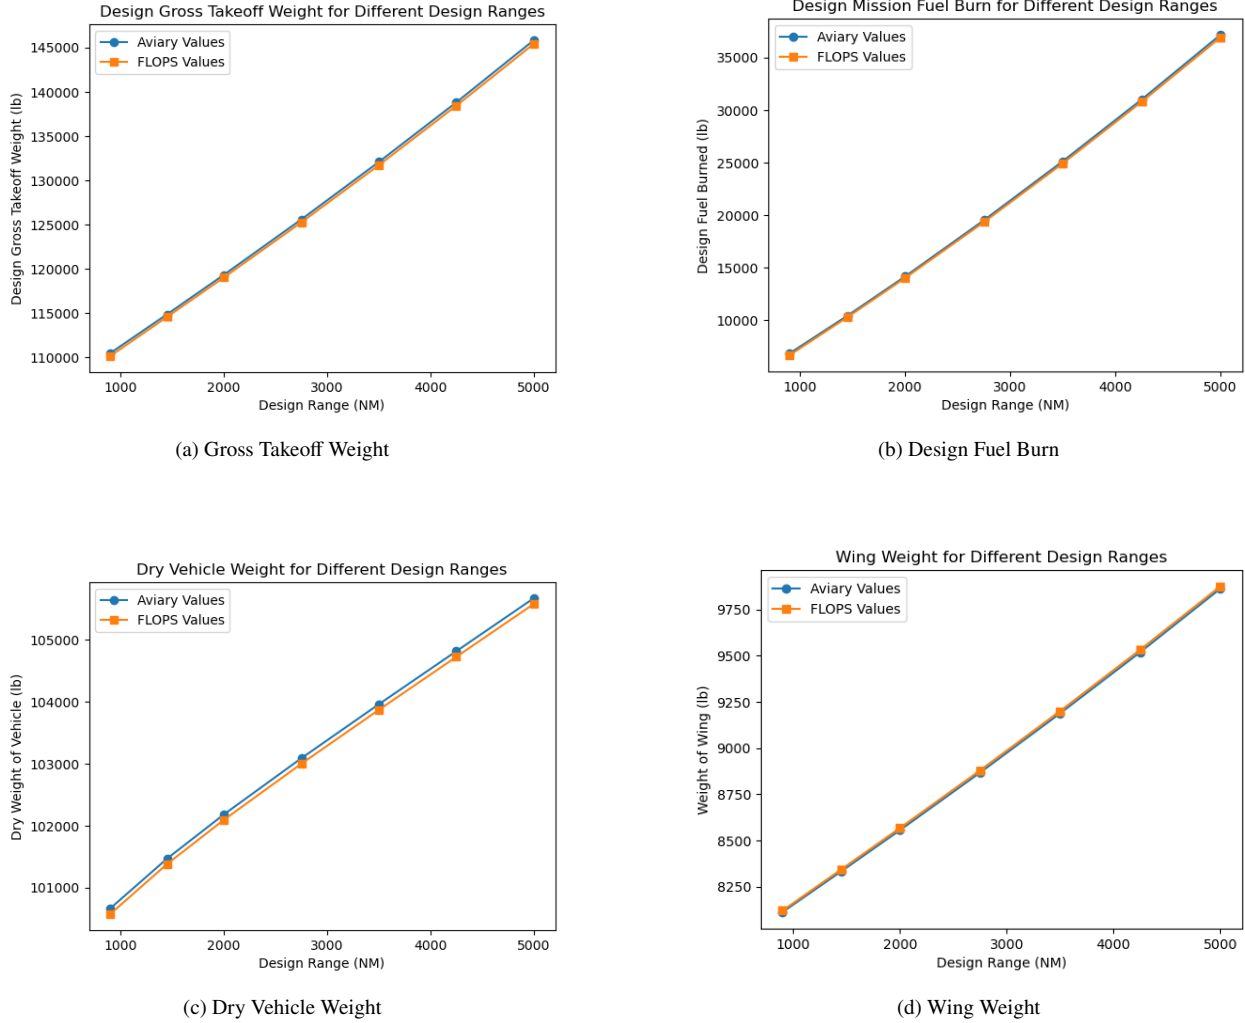 Design Gross Takeoff Weight for Different Design Ranges
Aviary Values
FLOPS Values
Design Gross Takeoff Weight (lb)
145000
140000
135000
130000
125000
120000
115000
110000
1000 2000 3000 4000 5000
Design Range (NM)
(a) Gross Takeoff Weight
Design Mission Fuel Burn for Different Design Ranges
Aviary Values
FLOPS Values
Design Fuel Burned (lb)
35000
30000
25000
20000
15000
10000
1000 2000 3000 4000 5000
Design Range (NM)
(b) Design Fuel Burn
Dry Vehicle Weight for Different Design Ranges
Aviary Values
FLOPS Values
Dry Weight of Vehicle (lb)
105000
104000
103000
102000
101000
1000 2000 3000 4000 5000
Design Range (NM)
(c) Dry Vehicle Weight
Wing Weight for Different Design Ranges
Aviary Values
FLOPS Values
Weight of Wing (lb)
9750
9500
9250
9000
8750
8500
8250
1000 2000 3000 4000 5000
Design Range (NM)
(d) Wing Weight